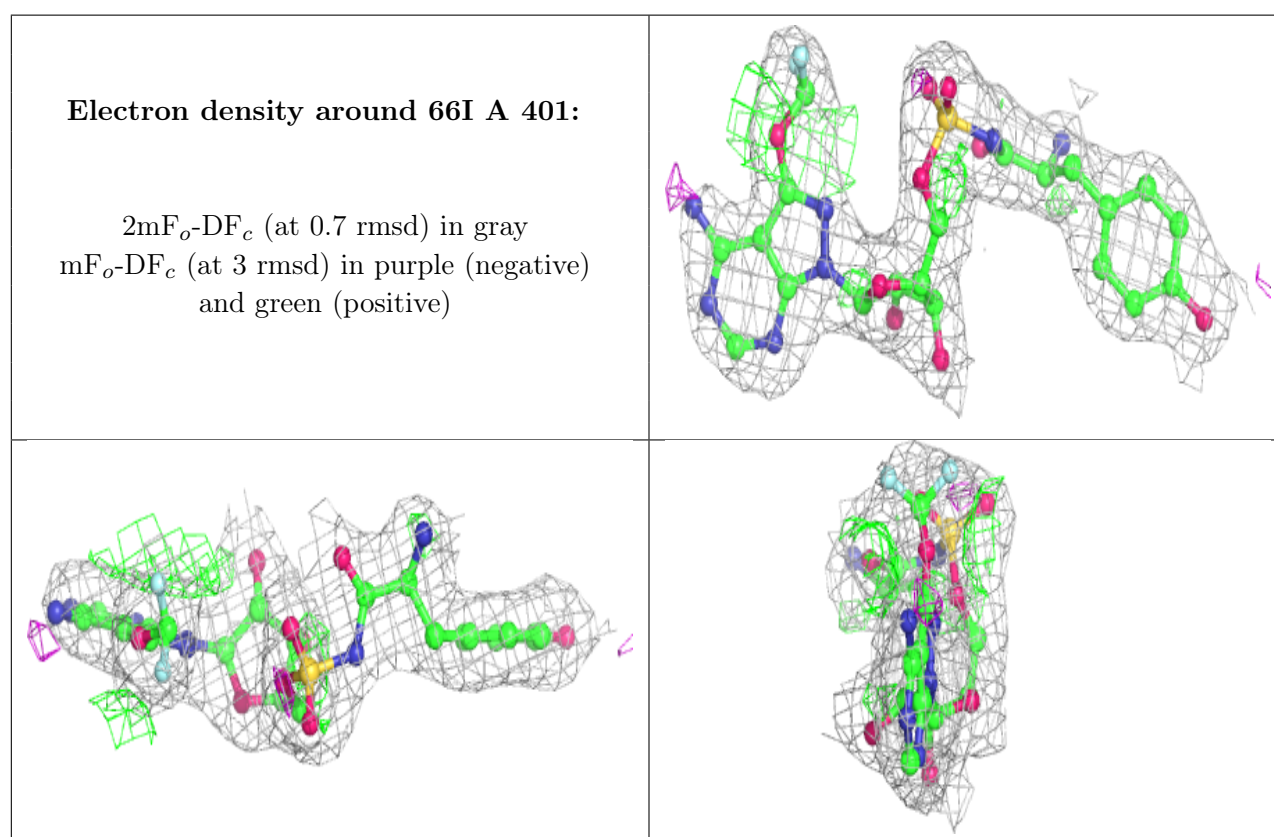 Electron density around 66I A 401:
2mFo-DFc (at 0.7 rmsd) in gray
mFo-DFc (at 3 rmsd) in purple (negative)
and green (positive)